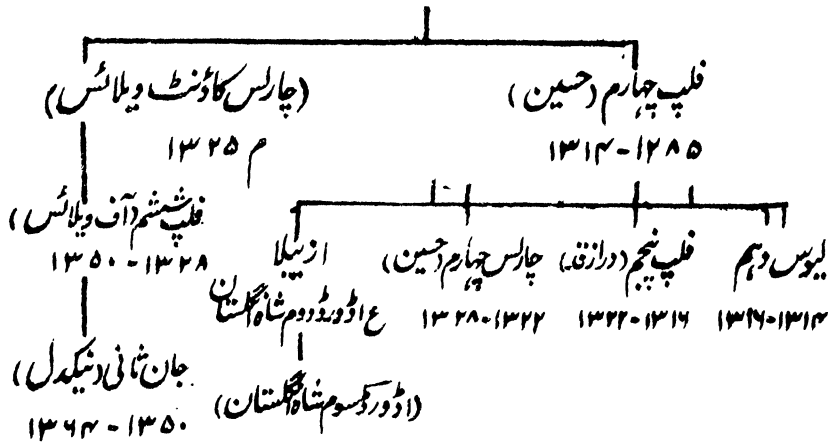 فلپ چہارم (حسین)
۱۲۸۵-۱۳۱۴
(چارلس کاؤنٹ ویلائس)
م ۱۳۲۵
لیوس دہم
۱۳۱۴-۱۳۱۶
فلپ پنجم (درازقد)
۱۳۱۶-۱۳۲۲
چارلس چہارم (حسین)
۱۳۲۲-۱۳۲۸
ازیبلا
ع اڈورڈ دوم شاہ انگلستان
(اڈورڈ سوم شاہ انگلستان)
فلپ ششم (آف ویلائس)
۱۳۲۸-۱۳۵۰
جان ثانی (نیکدل)
۱۳۵۰-۱۳۶۴